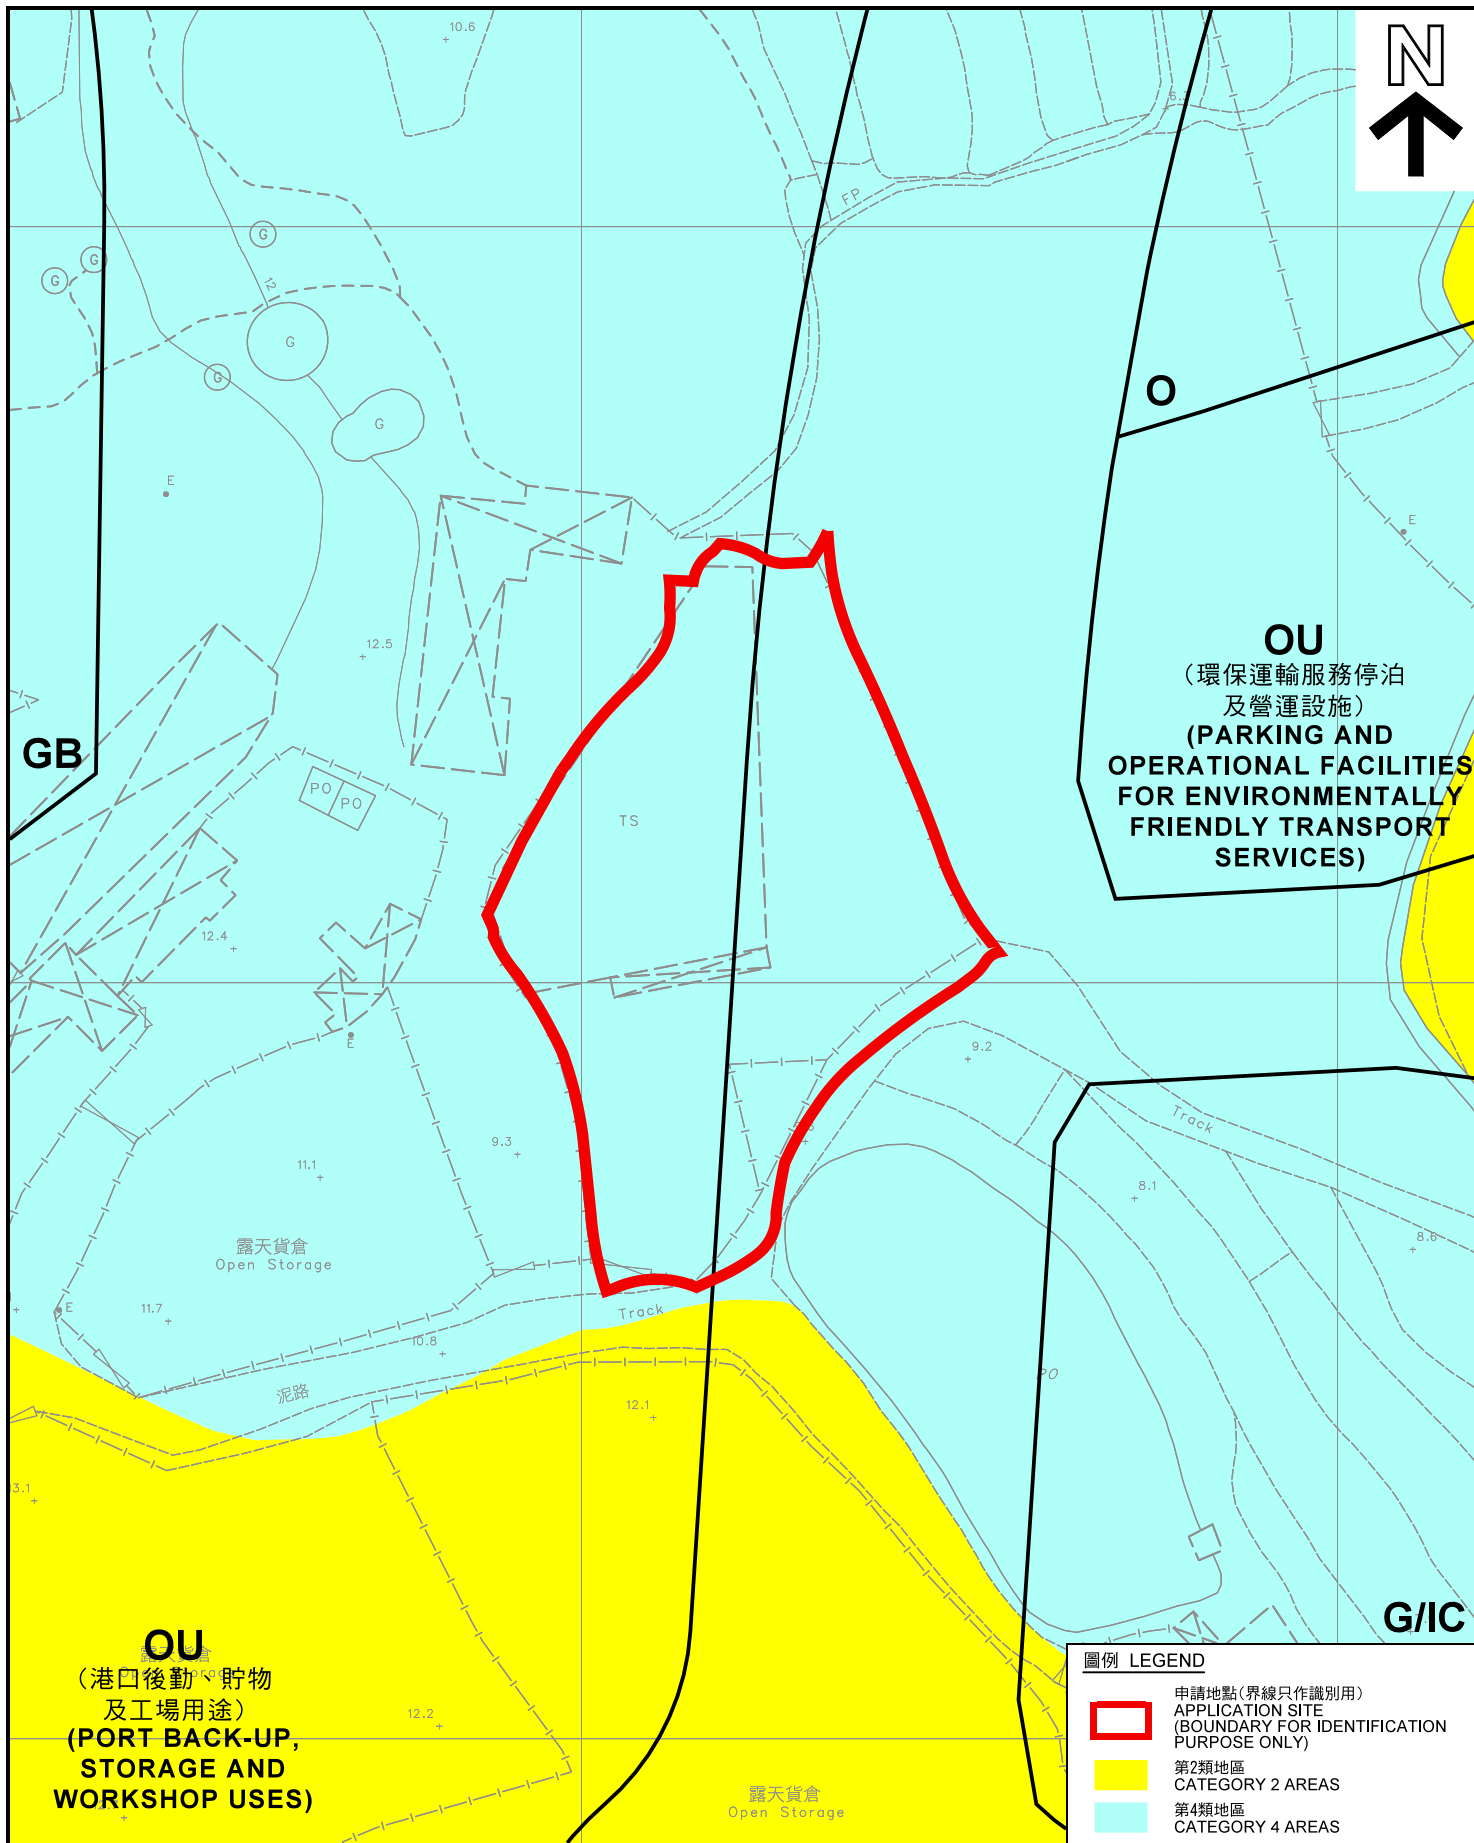 10.6
N
6.
FP
G
G
G
12
G
G
G
O
E
E
12.5
OU
（環保運輸服務停泊
及營運設施）
(PARKING AND
OPERATIONAL FACILITIES
FOR ENVIRONMENTALLY
FRIENDLY TRANSPORT
SERVICES)
GB
PO
PO
TS
12.4
E
9.2
Track
9.3
11.1
8.1
8.6
露天貨倉
Open Storage
E
11.7
Track
10.8
泥路
PO
12.1
3.1
G/IC
OU
露天貨倉
Open Storage
（港口後勤、貯物
及工場用途）
(PORT BACK-UP,
STORAGE AND
WORKSHOP USES)
12.2
露天貨倉
Open Storage
圖例 LEGEND
申請地點(界線只作識別用)
APPLICATION SITE
(BOUNDARY FOR IDENTIFICATION
PURPOSE ONLY)
第2類地區
CATEGORY 2 AREAS
第4類地區
CATEGORY 4 AREAS